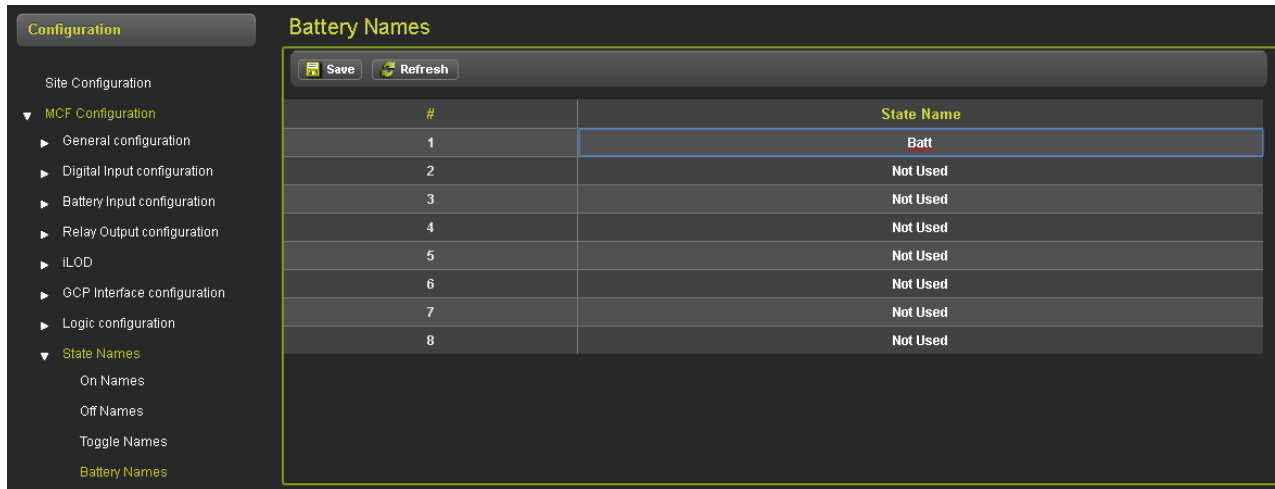 Configuration
Site Configuration
MCF Configuration
General configuration
Digital Input configuration
Battery Input configuration
Relay Output configuration
iLOD
GCP Interface configuration
Logic configuration
State Names
On Names
Off Names
Toggle Names
Battery Names
Battery Names
Save Refresh
# State Name
1 Batt
2 Not Used
3 Not Used
4 Not Used
5 Not Used
6 Not Used
7 Not Used
8 Not Used